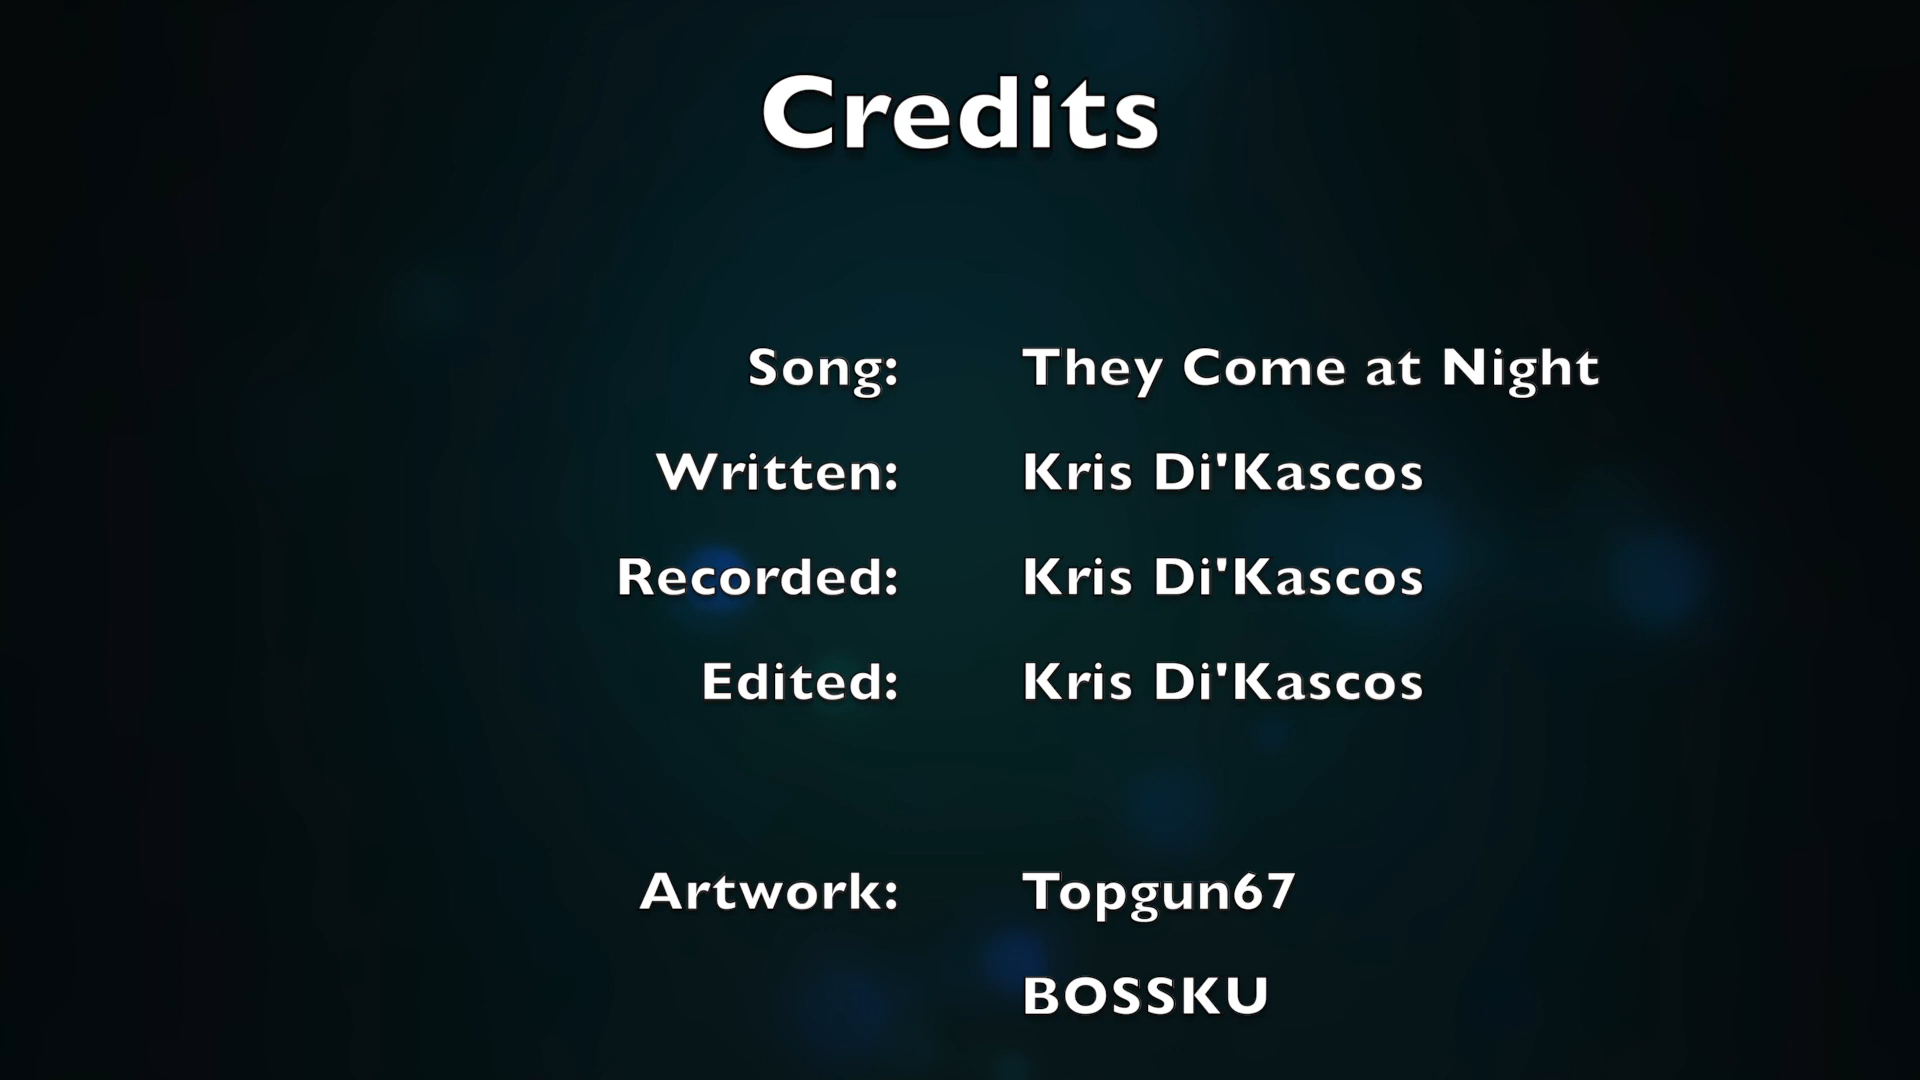 Credits
Song: They Come at Night
Written: Kris Di'Kascos
Recorded: Kris Di'Kascos
Edited: Kris Di'Kascos
Artwork: Topgun67
BOSSKU